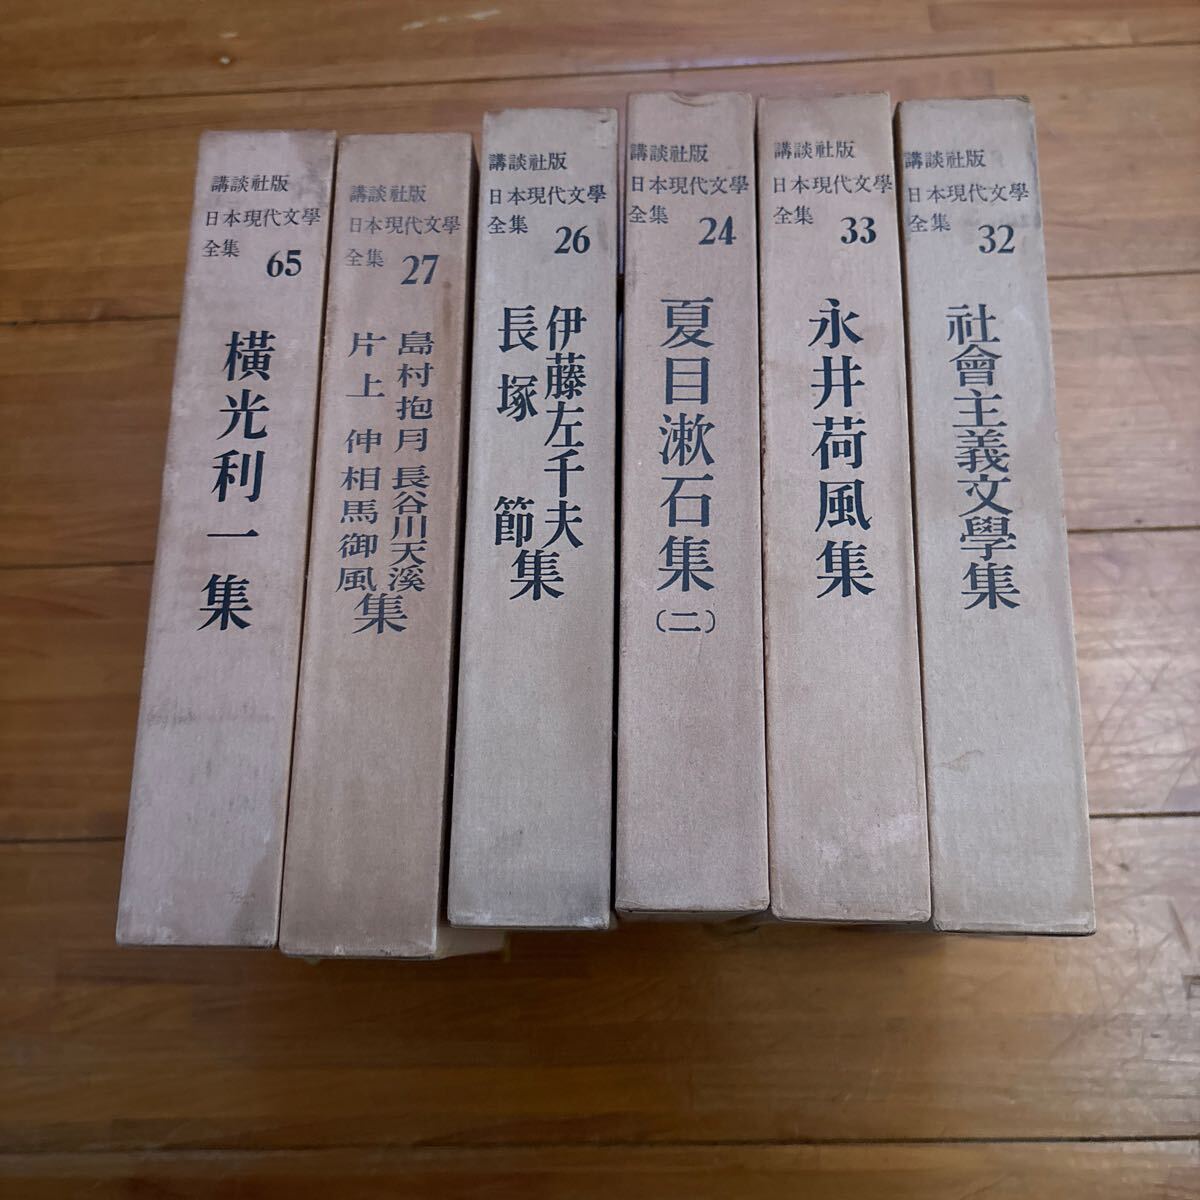 講談社版
日本現代文學
全集 65
橫光利一集
講談社版
日本現代文學
全集 27
島村抱月 長谷川天溪
片上伸 相馬御風
集
講談社版
日本現代文學
全集 26
伊藤左千夫
長塚節
集
講談社版
日本現代文學
全集 24
夏目漱石集
(二)
講談社版
日本現代文學
全集 33
永井荷風集
講談社版
日本現代文學
全集 32
社會主義文學集